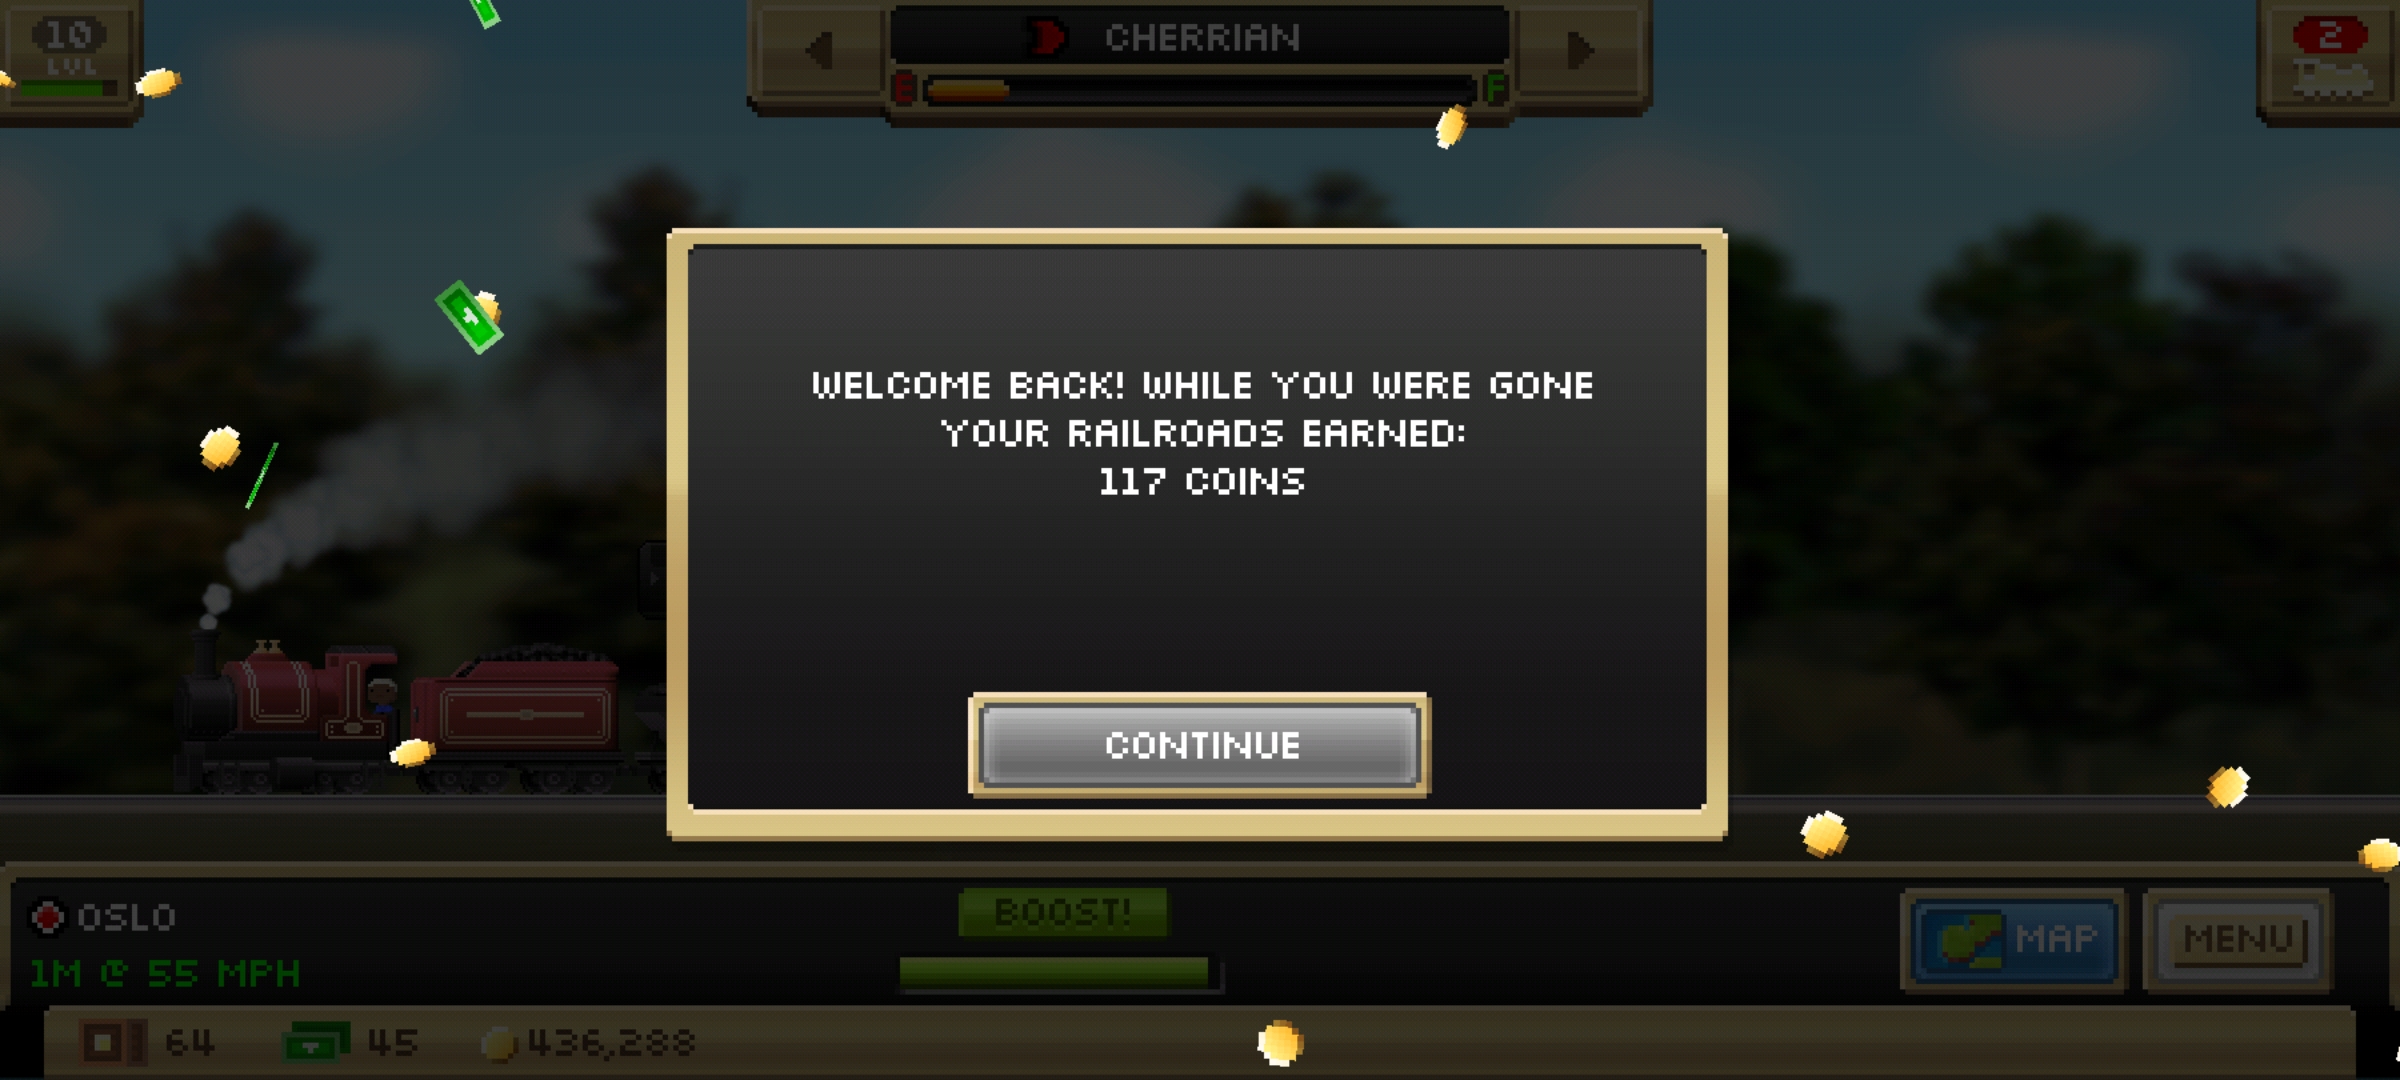 10
LVL
CHERRIAN
E
F
2
WELCOME BACK! WHILE YOU WERE GONE
YOUR RAILROADS EARNED:
117 COINS
CONTINUE
OSLO
1M @ 55 MPH
BOOST!
MAP
MENU
64
45
436,288